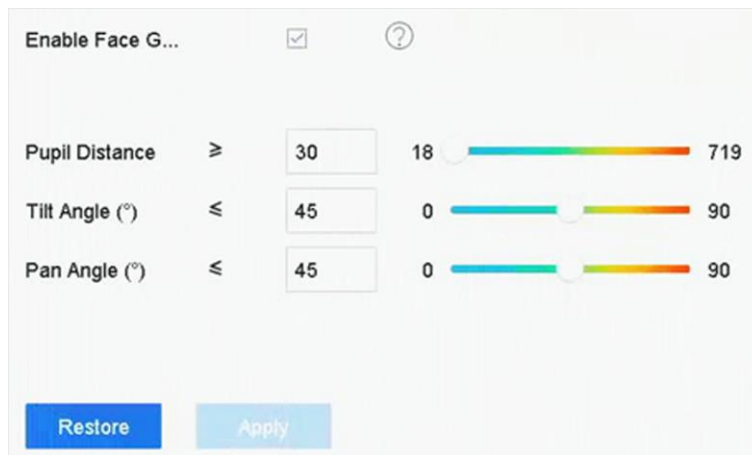 Enable Face G...
Pupil Distance ≥ 30 18 719
Tilt Angle (°) ≤ 45 0 90
Pan Angle (°) ≤ 45 0 90
Restore Apply